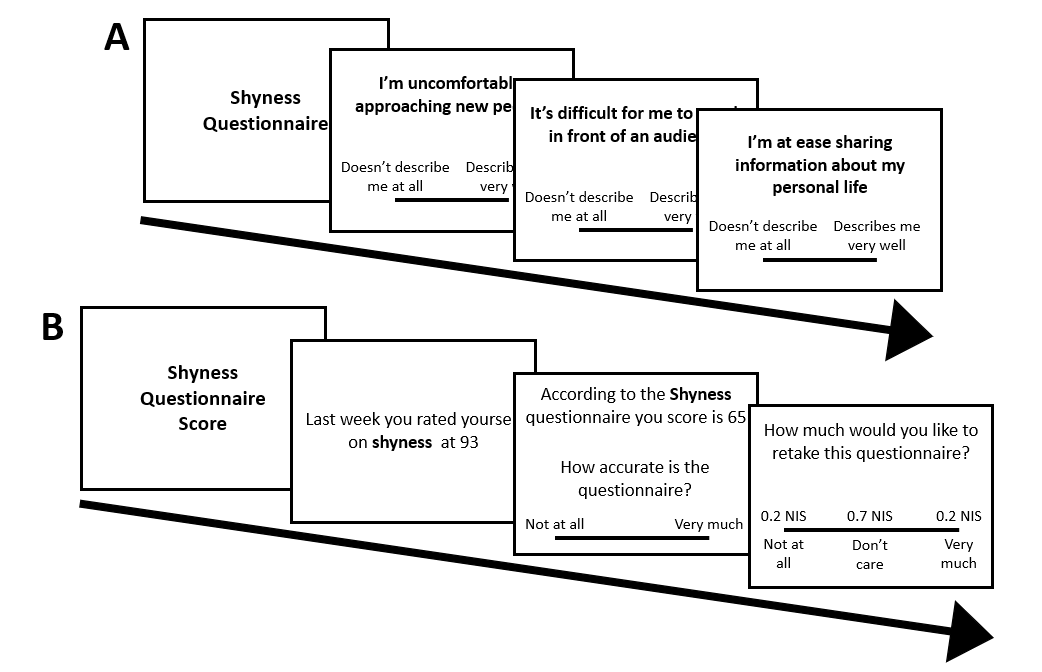 A
Shyness
Questionnaire
I'm uncomfortabl
approaching new pe
Doesn't describe
me at all
Describ
very
It's difficult for me to
in front of an audie
Doesn't describe
me at all
Describ
very
I'm at ease sharing
information about my
personal life
Doesn't describe
me at all
Describes me
very well
B
Shyness
Questionnaire
Score
Last week you rated yourse
on shyness at 93
According to the Shyness
questionnaire you score is 65
How accurate is the
questionnaire?
Not at all
Very much
How much would you like to
retake this questionnaire?
0.2 NIS 0.7 NIS 0.2 NIS
Not at
all
Don't
care
Very
much